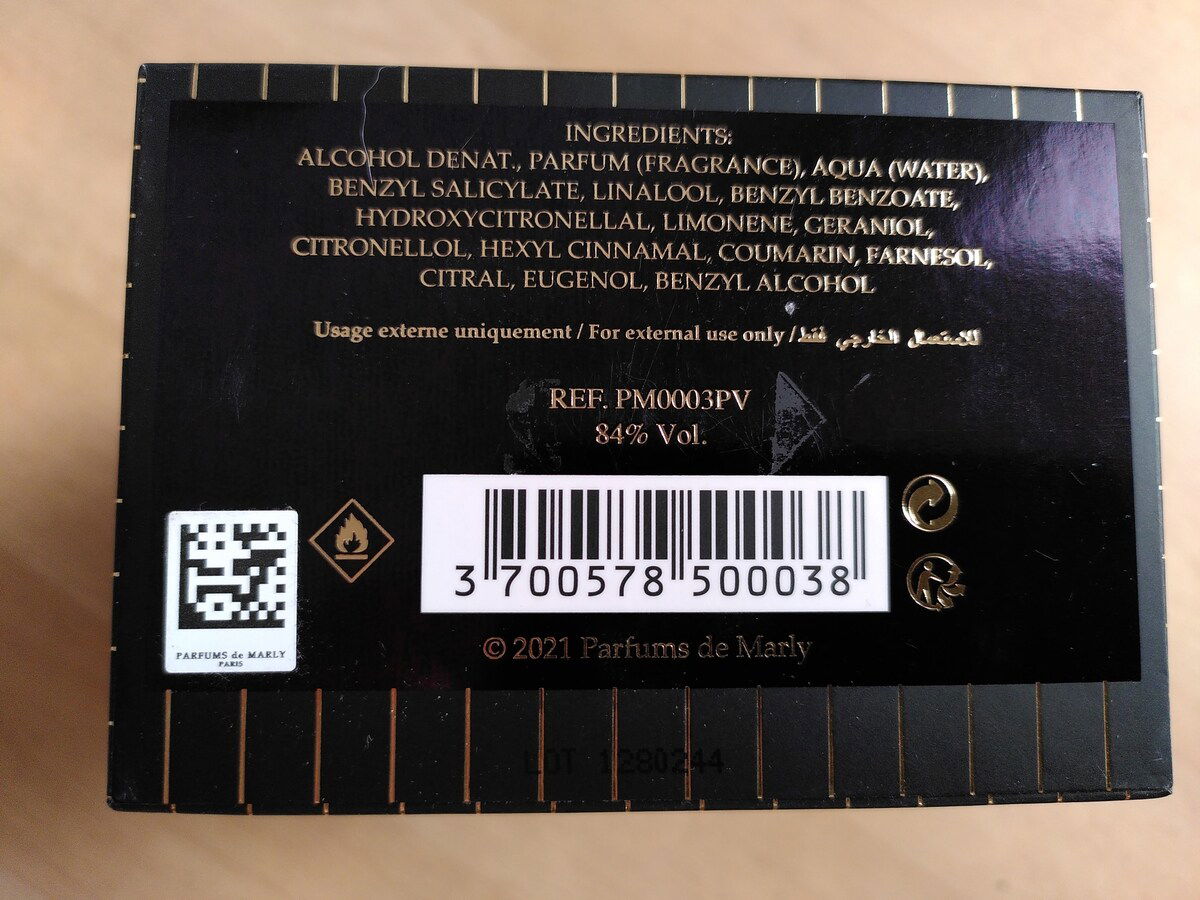 INGREDIENTS:
ALCOHOL DENAT., PARFUM (FRAGRANCE), AQUA (WATER),
BENZYL SALICYLATE, LINALOOL, BENZYL BENZOATE,
HYDROXYCITRONELLAL, LIMONENE, GERANIOL,
CITRONELLOL, HEXYL CINNAMAL, COUMARIN, FARNESOL,
CITRAL, EUGENOL, BENZYL ALCOHOL
Usage externe uniquement / For external use only / للاستعمال الخارجي فقط
REF. PM0003PV
84% Vol.
3 700578 500038
PARFUMS de MARLY
PARIS
© 2021 Parfums de Marly
LOT 1280244